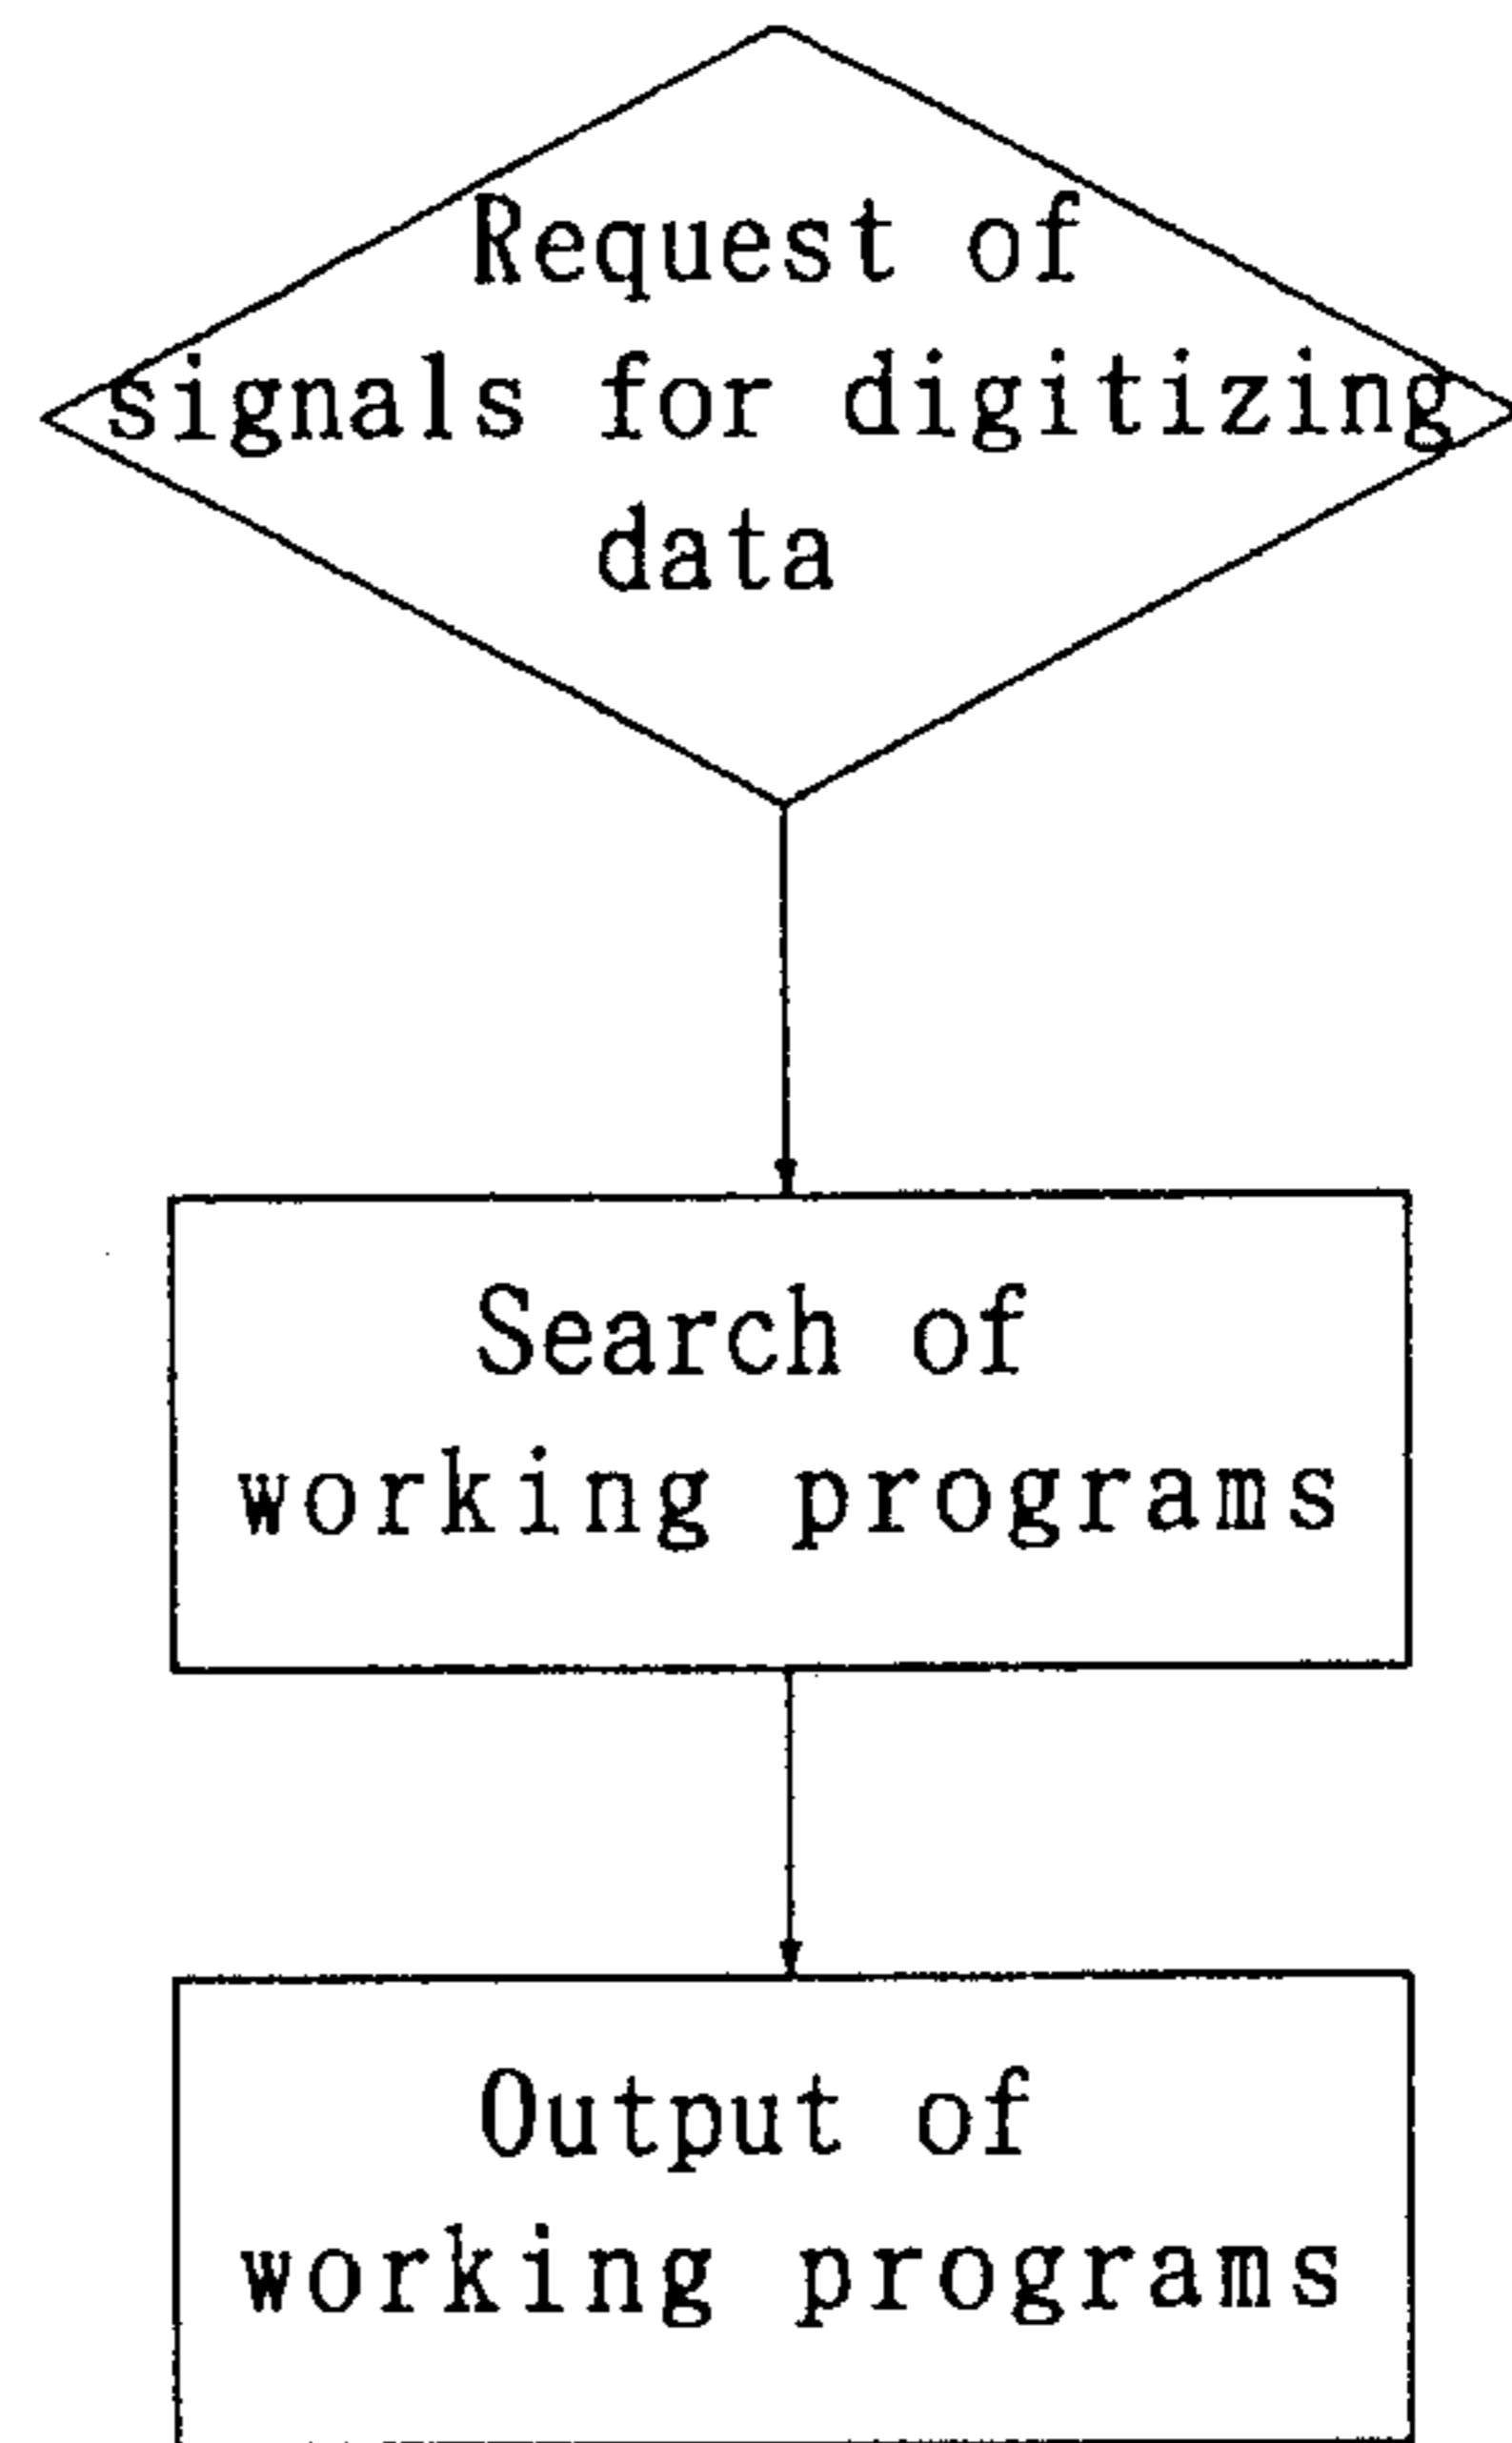 Request of
signals for digitizing
data
Search of
working programs
Output of
working programs